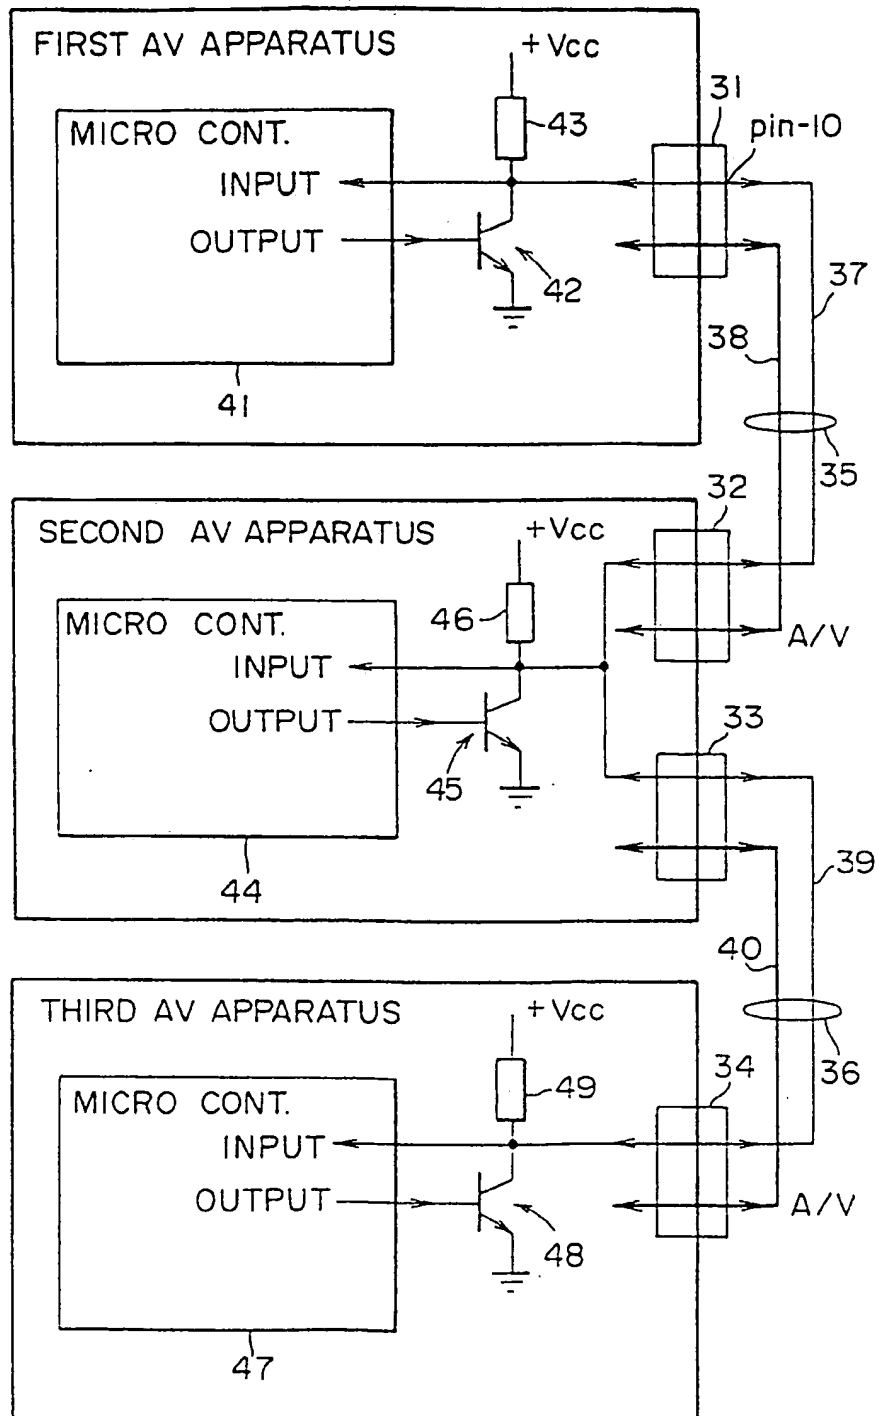 FIRST AV APPARATUS
+Vcc
31
pin-10
43
MICRO CONT.
INPUT
OUTPUT
42
37
38
41
35
32
SECOND AV APPARATUS
+Vcc
46
MICRO CONT.
A/V
INPUT
OUTPUT
33
45
44
39
40
THIRD AV APPARATUS
+Vcc
34
36
49
MICRO CONT.
INPUT
OUTPUT
A/V
48
47